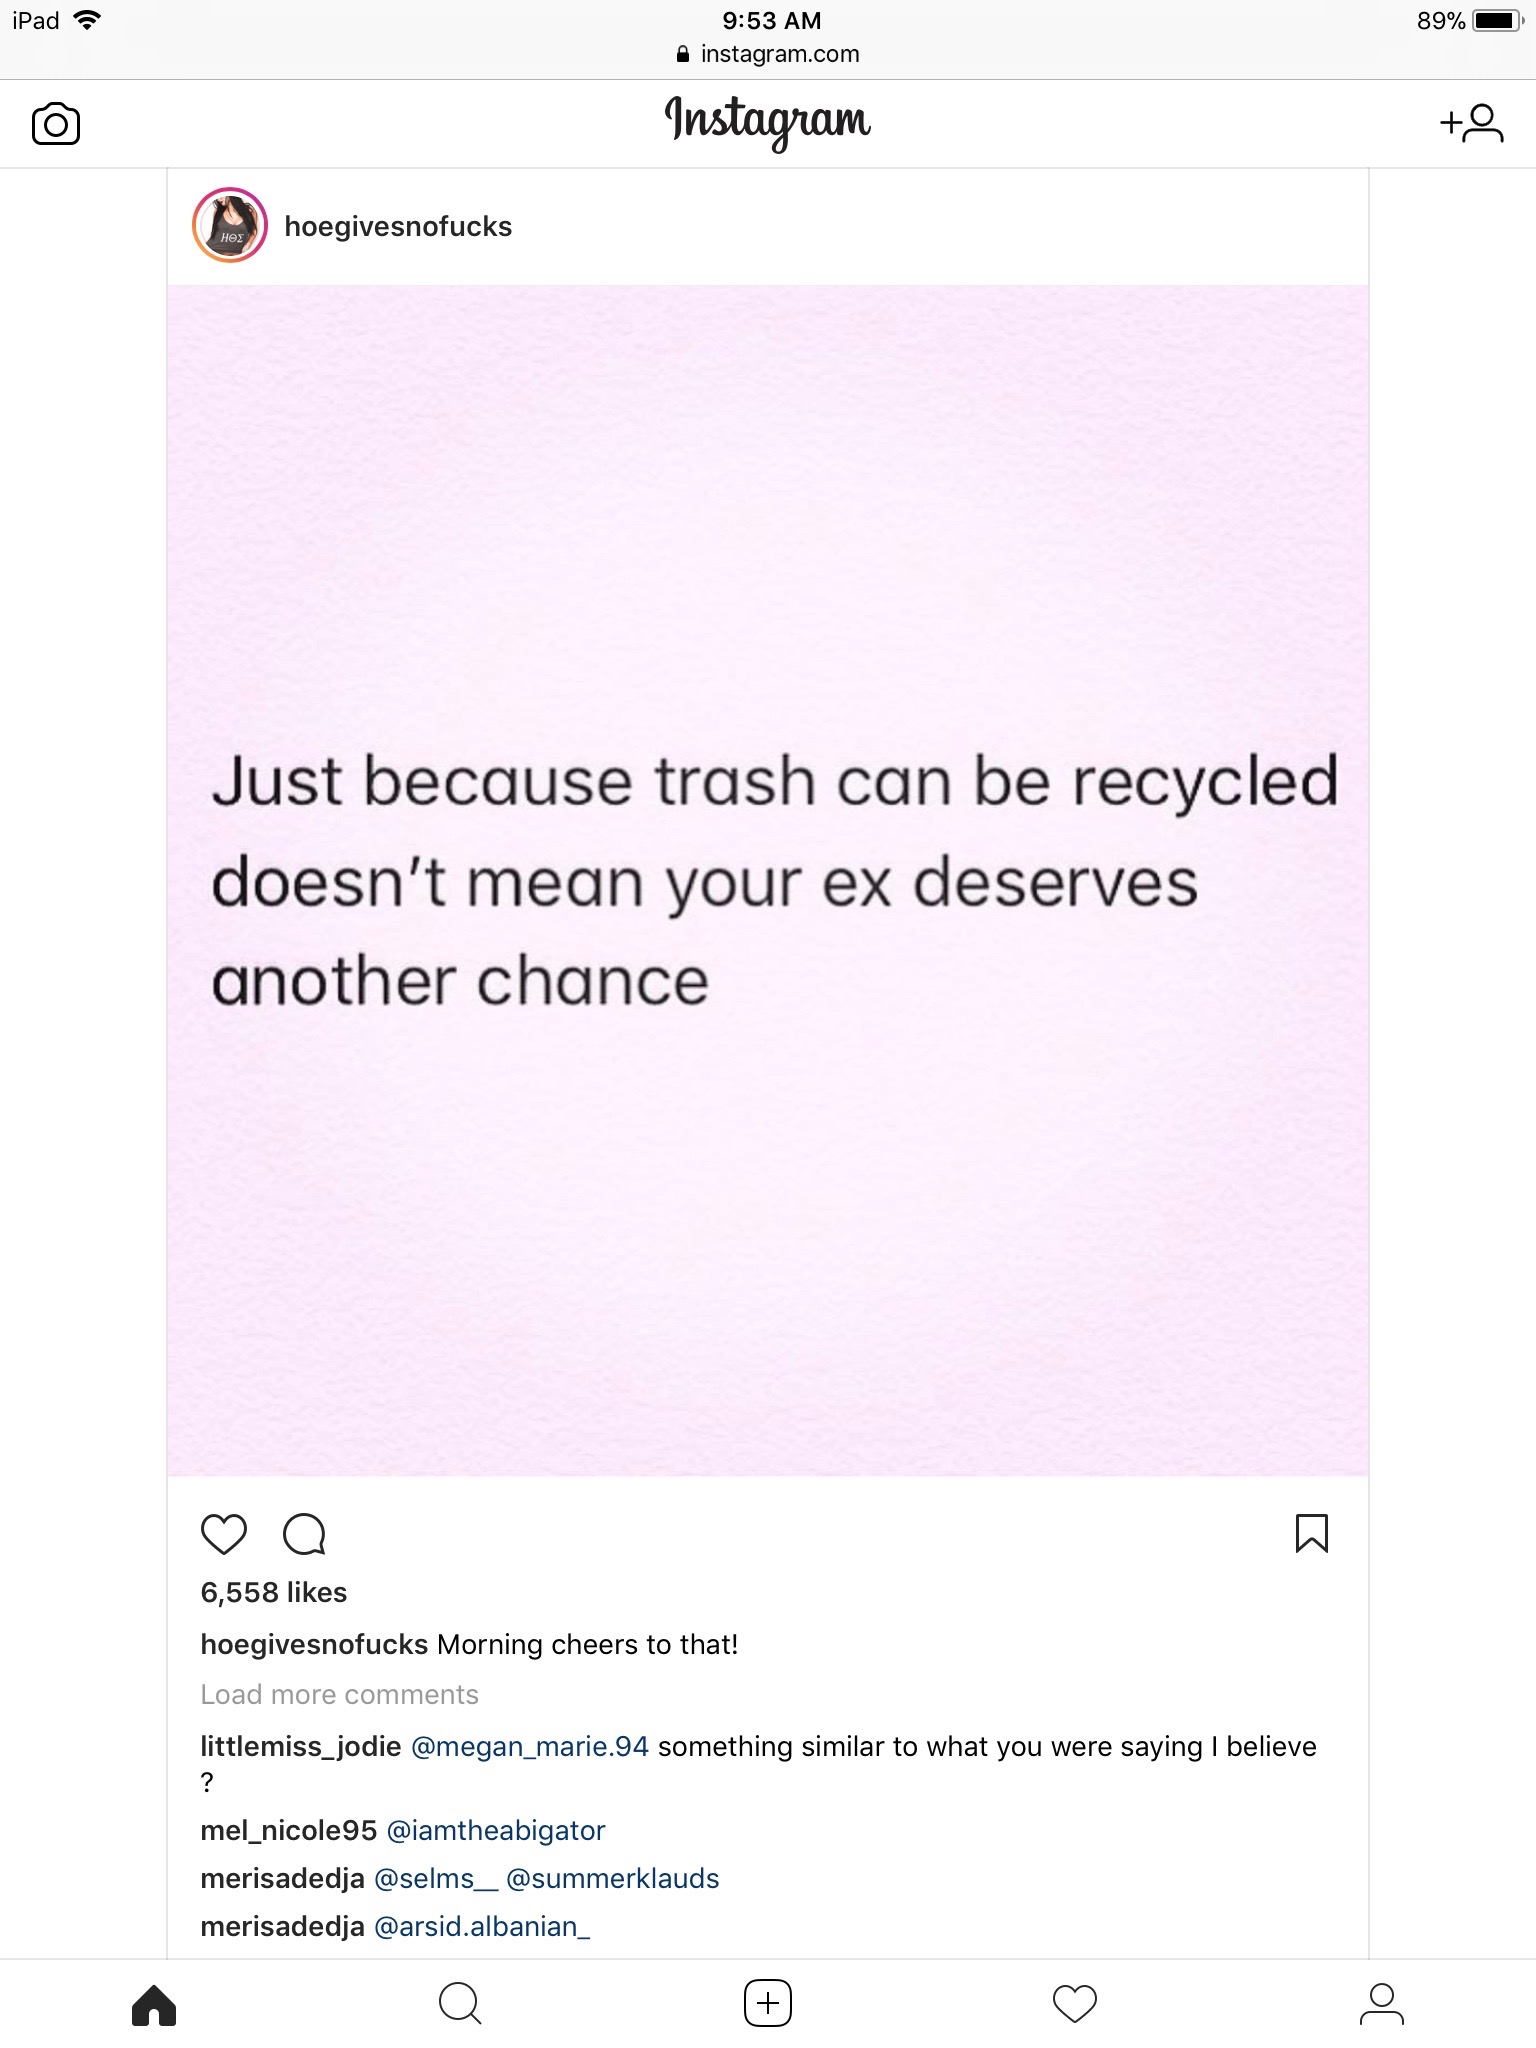 iPad
9:53 AM
89%
instagram.com
Instagram
hoegivesnofucks
ΗΘΣ
Just because trash can be recycled
doesn't mean your ex deserves
another chance
6,558 likes
hoegivesnofucks Morning cheers to that!
Load more comments
littlemiss_jodie @megan_marie.94 something similar to what you were saying I believe
?
mel_nicole95 @iamtheabigator
merisadedja @selms__ @summerklauds
merisadedja @arsid.albanian_